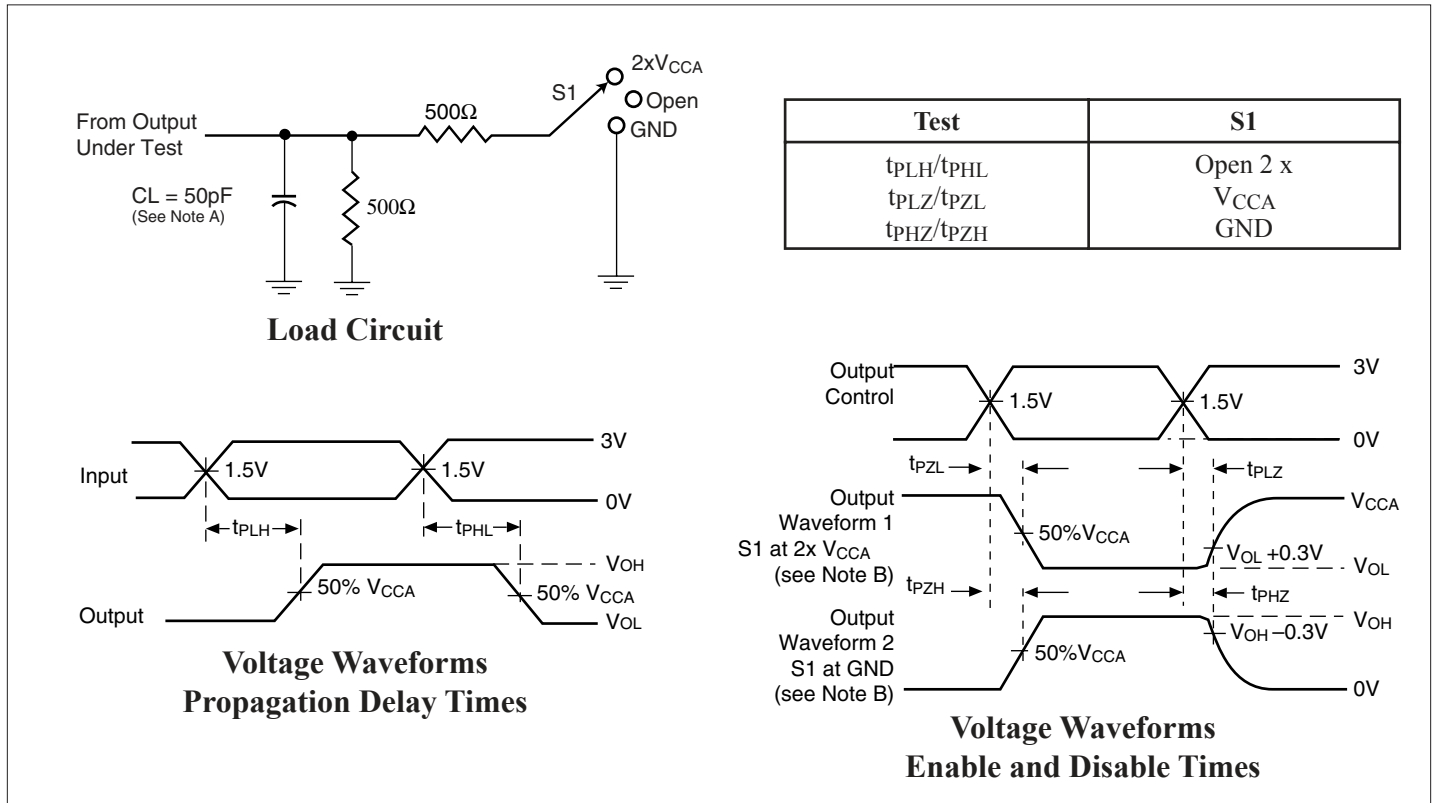 2xVCCA
S1
Open
GND
500Ω
From Output
Under Test
CL = 50pF
(See Note A)
500Ω
Load Circuit
Test S1
tPLH/tPHL Open 2 x
tPLZ/tPZL VCCA
tPHZ/tPZH GND
Input
3V
1.5V
1.5V
0V
tPLH
tPHL
VOH
50% VCCA
50% VCCA
Output
VOL
Voltage Waveforms
Propagation Delay Times
Output
Control
3V
1.5V
1.5V
0V
tPZL
tPLZ
Output
Waveform 1
S1 at 2x VCCA
(see Note B)
VCCA
50%VCCA
VOL +0.3V
VOL
tPZH
tPHZ
Output
Waveform 2
S1 at GND
(see Note B)
VOH
VOH –0.3V
50%VCCA
0V
Voltage Waveforms
Enable and Disable Times